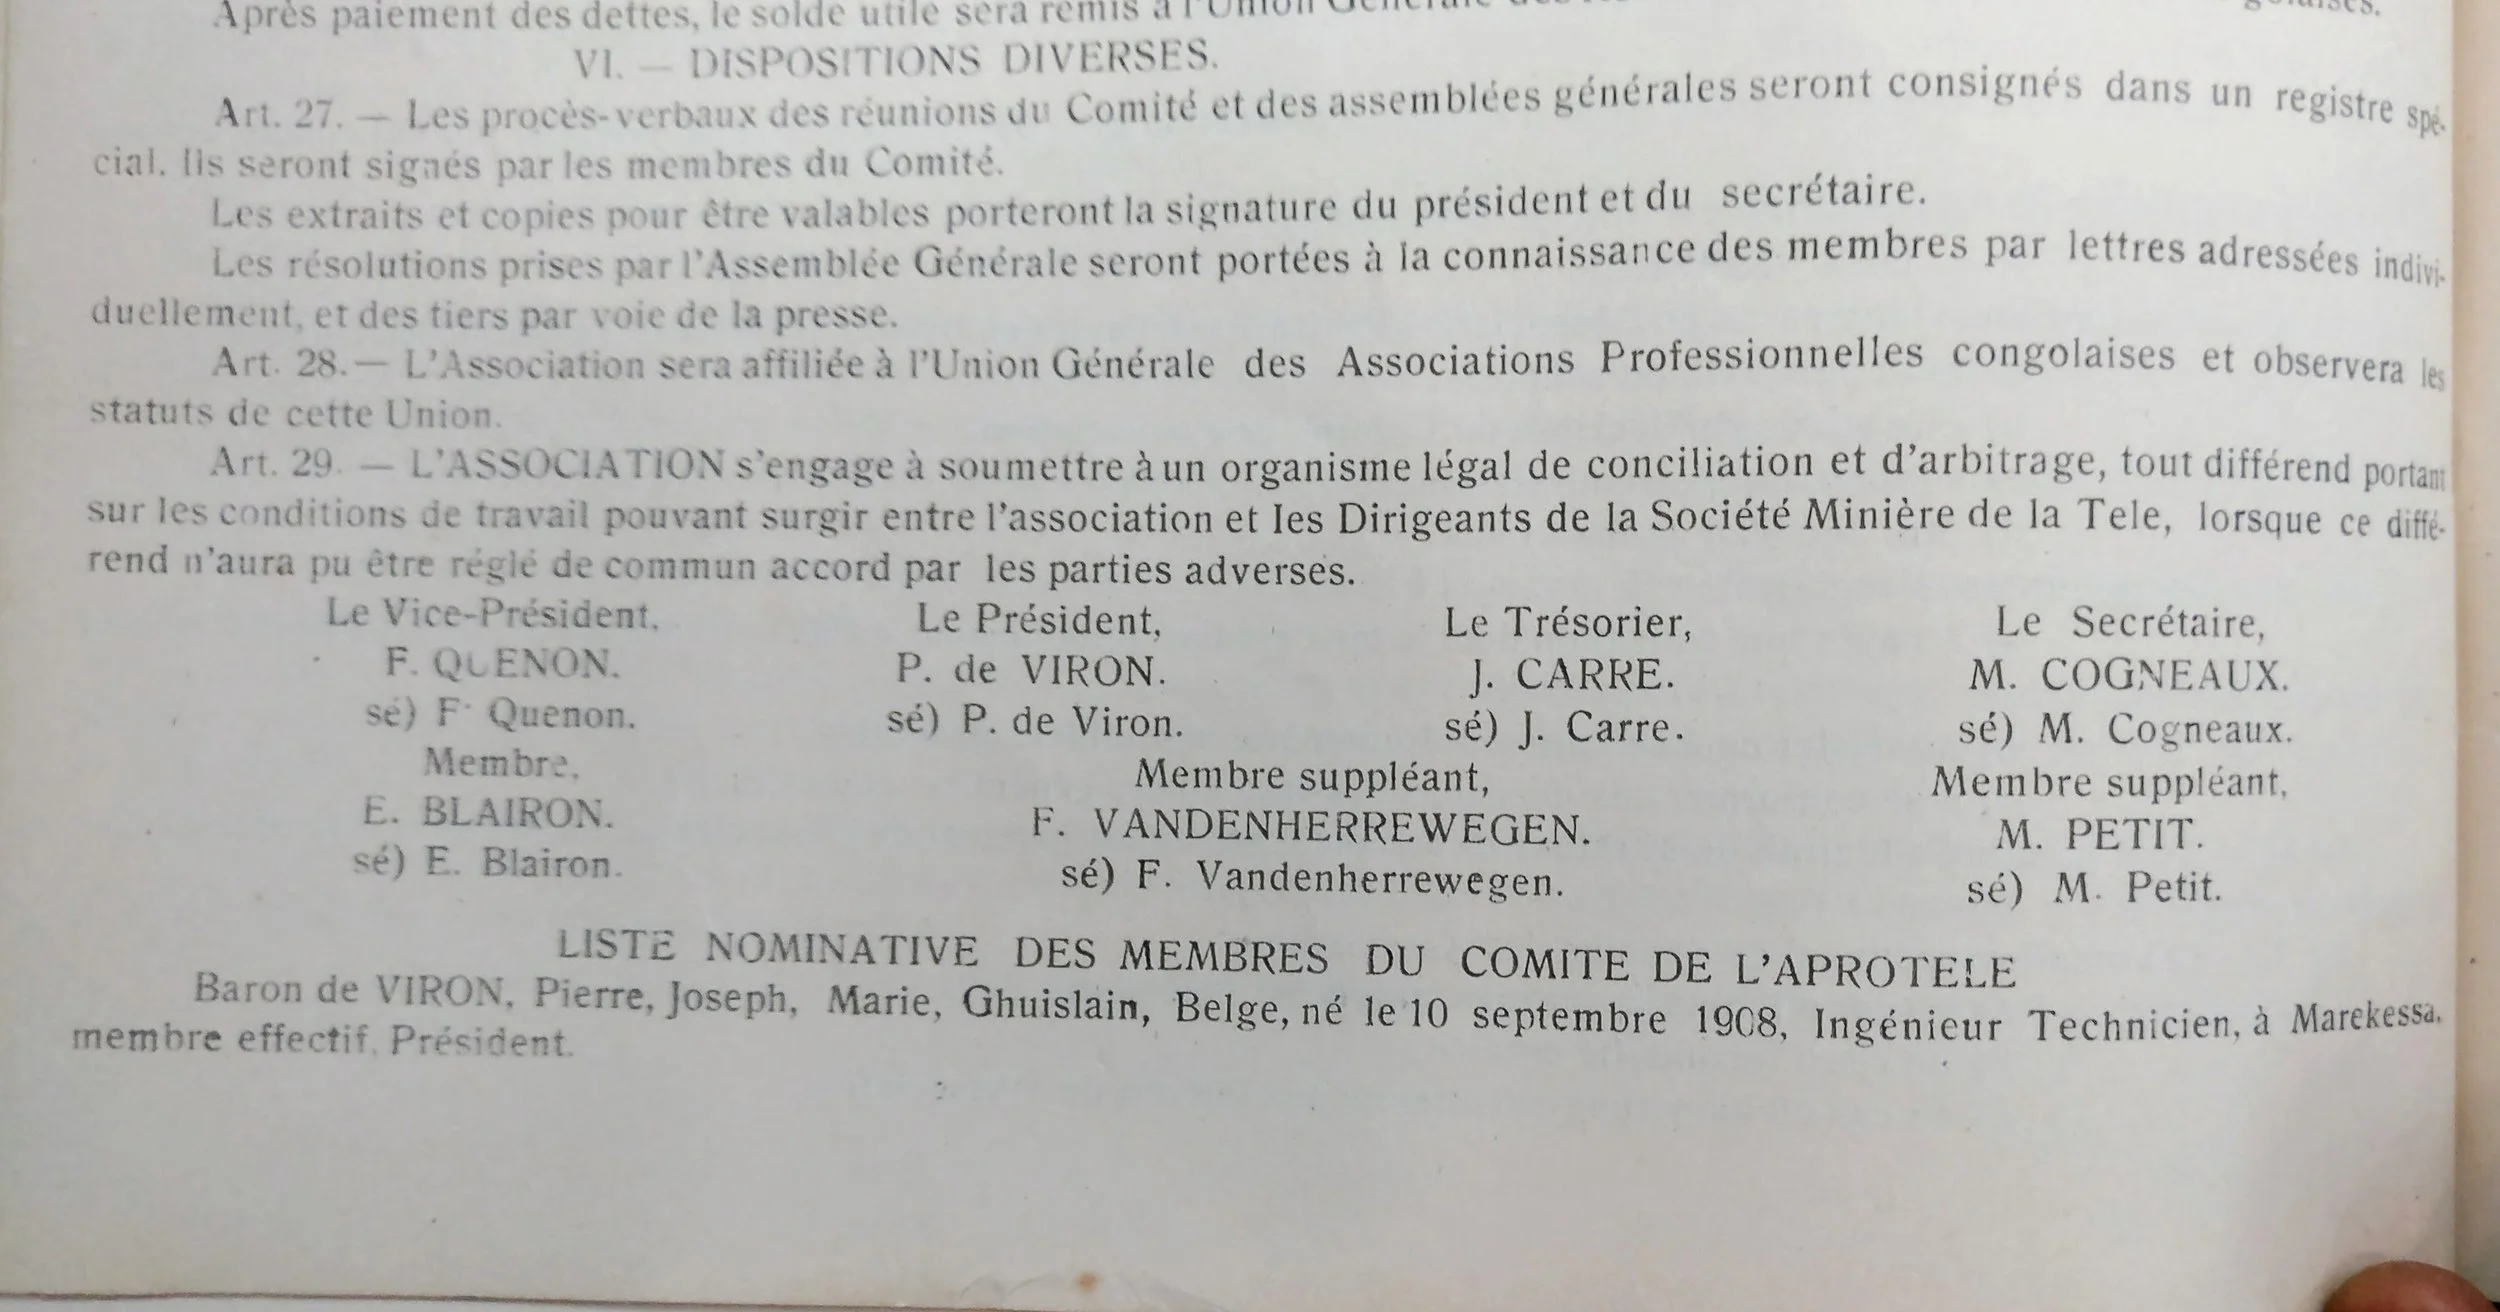 Après paiement des dettes, le solde utile sera remis à l'Union Générale des
VI. — DISPOSITIONS DIVERSES.
Art. 27. — Les procès-verbaux des réunions du Comité et des assemblées générales seront consignés dans un registre spé-
cial. Ils seront signés par les membres du Comité.
Les extraits et copies pour être valables porteront la signature du président et du secrétaire.
Les résolutions prises par l'Assemblée Générale seront portées à la connaissance des membres par lettres adressées indivi-
duellement, et des tiers par voie de la presse.
Art. 28.— L'Association sera affiliée à l'Union Générale des Associations Professionnelles congolaises et observera les
statuts de cette Union.
Art. 29. — L'ASSOCIATION s'engage à soumettre à un organisme légal de conciliation et d'arbitrage, tout différend portant
sur les conditions de travail pouvant surgir entre l'association et les Dirigeants de la Société Minière de la Tele, lorsque ce diffé-
rend n'aura pu être réglé de commun accord par les parties adverses.
Le Vice-Président, Le Président, Le Trésorier, Le Secrétaire,
F. QUENON. P. de VIRON. J. CARRE. M. COGNEAUX.
sé) F. Quenon. sé) P. de Viron. sé) J. Carre. sé) M. Cogneaux.
Membre, Membre suppléant, Membre suppléant,
E. BLAIRON. F. VANDENHERREWEGEN. M. PETIT.
sé) E. Blairon. sé) F. Vandenherrewegen. sé) M. Petit.
LISTE NOMINATIVE DES MEMBRES DU COMITE DE L'APROTELE
Baron de VIRON, Pierre, Joseph, Marie, Ghuislain, Belge, né le 10 septembre 1908, Ingénieur Technicien, à Marekessa,
membre effectif, Président.